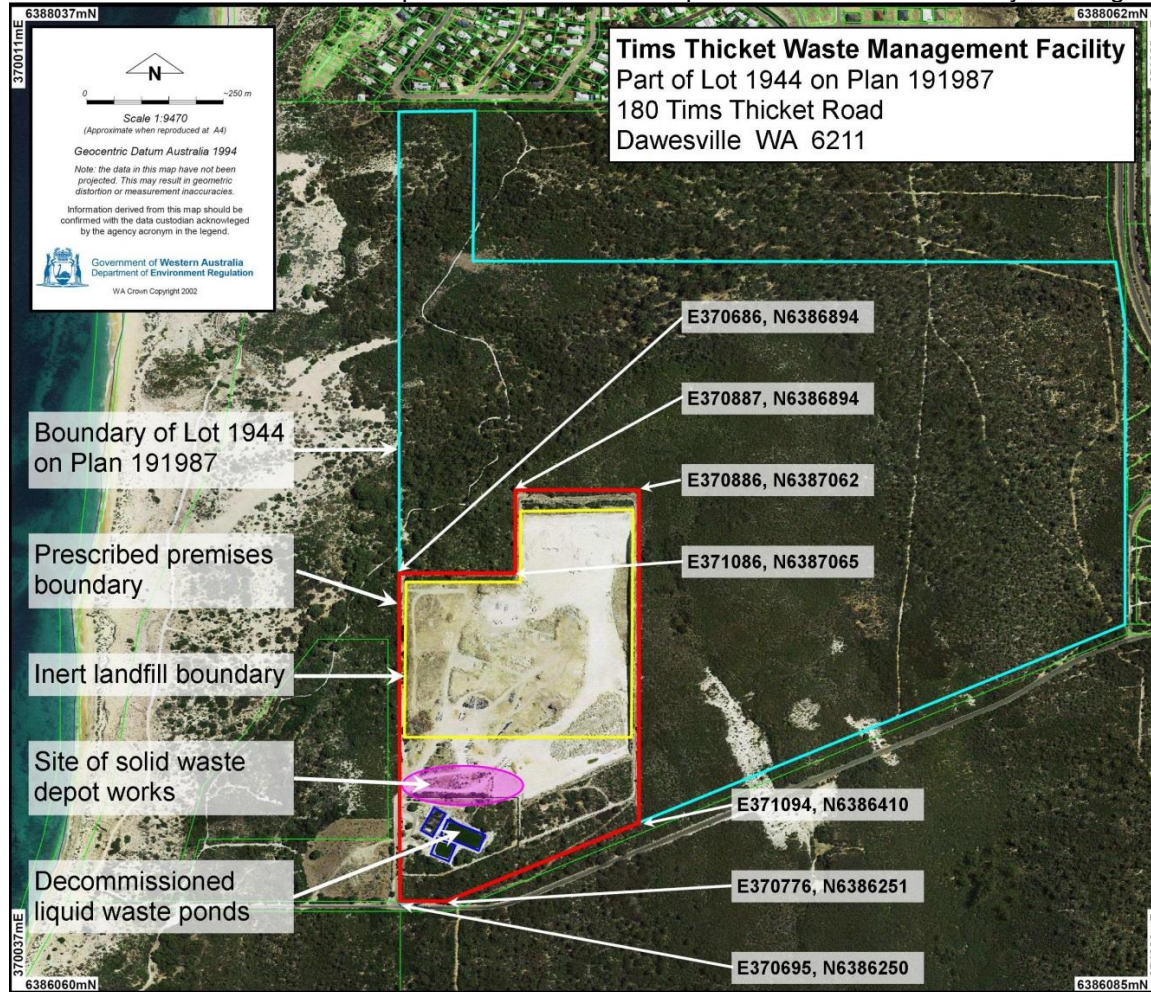 6388037mN
6388062mN
370011mE
N
0 ~250 m
Scale 1:9470
(Approximate when reproduced at A4)
Geocentric Datum Australia 1994
Note: the data in this map have not been
projected. This may result in geometric
distortion or measurement inaccuracies.
Information derived from this map should be
confirmed with the data custodian acknowleged
by the agency acronym in the legend.
Government of Western Australia
Department of Environment Regulation
WA Crown Copyright 2002
Tims Thicket Waste Management Facility
Part of Lot 1944 on Plan 191987
180 Tims Thicket Road
Dawesville WA 6211
E370686, N6386894
E370887, N6386894
Boundary of Lot 1944
on Plan 191987
E370886, N6387062
Prescribed premises
boundary
E371086, N6387065
Inert landfill boundary
Site of solid waste
depot works
E371094, N6386410
Decommissioned
liquid waste ponds
E370776, N6386251
E370695, N6386250
370037mE
6386060mN
6386085mN